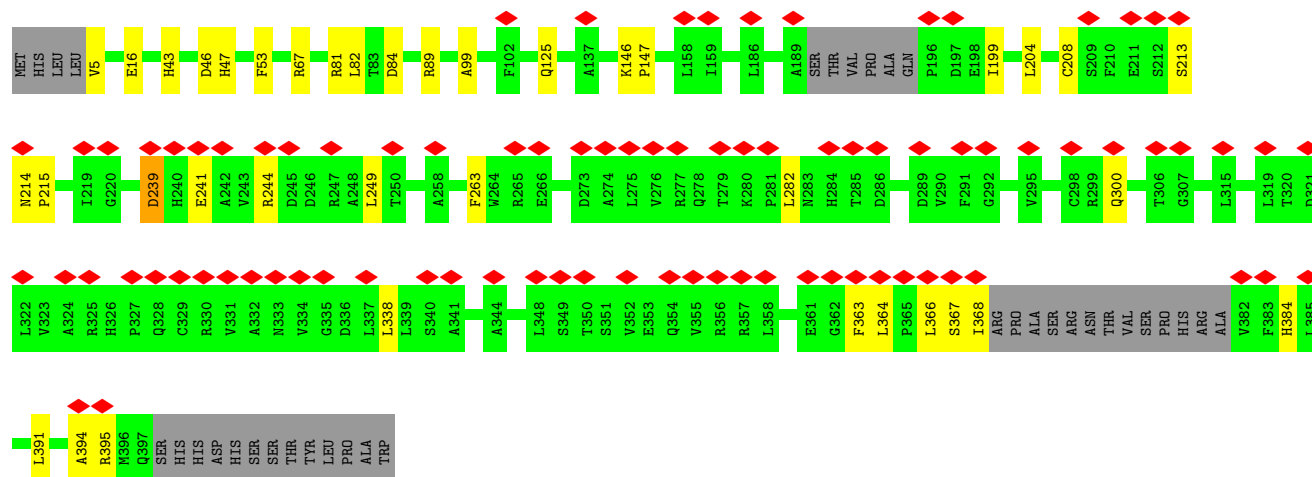 MET HIS LEU LEU V5 E16 H43 D46 H47 F53 R67 R81 L82 T83 D84 R89 A99 F102 Q125 A137 K146 P147 L158 I159 L186 A189 SER THR VAL PRO ALA GLN P196 D197 E198 I199 L204 C208 S209 F210 E211 S212 S213
N214 P215 I219 G220 D239 H240 E241 A242 V243 R244 D245 D246 R247 A248 L249 T250 A258 F263 W264 R265 E266 D273 A274 L275 V276 R277 Q278 T279 K280 P281 L282 N283 H284 T285 D286 D289 V290 F291 G292 V295 C298 R299 Q300 T306 G307 L315 L319 T320 D321
L322 V323 A324 R325 H326 P327 Q328 C329 R330 V331 A332 N333 V334 G335 D336 L337 L338 L339 S340 A341 A344 L348 S349 T350 S351 V352 E353 Q354 V355 R356 R357 L358 E361 G362 F363 L364 P365 L366 S367 I368 ARG PRO ALA SER ARG ASN THR VAL SER PRO HIS ARG ALA V382 F383 H384 L385
L391 A394 R395 M396 Q397 SER HIS HIS ASP HIS SER SER THR TYR LEU PRO ALA TRP